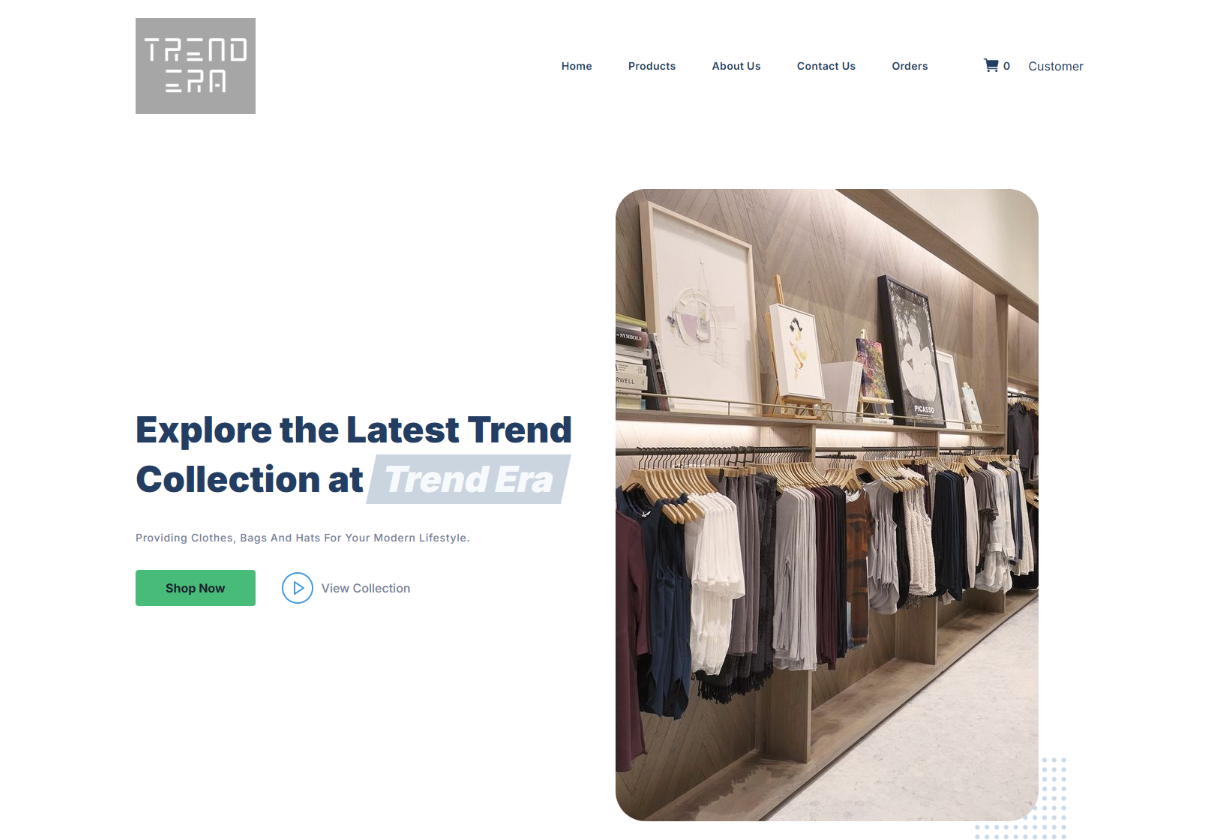 TREND
ERA
Home
Products
About Us
Contact Us
Orders
0
Customer
Explore the Latest Trend
Collection at Trend Era
Providing Clothes, Bags And Hats For Your Modern Lifestyle.
Shop Now
View Collection
SYMBOLS
PICASSO